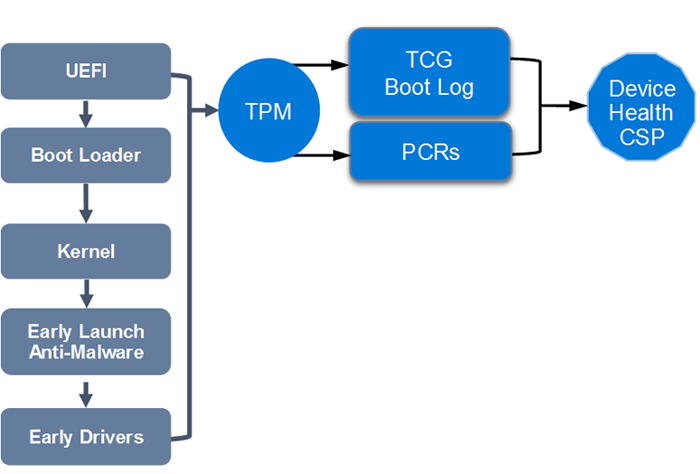 UEFI
Boot Loader
Kernel
Early Launch
Anti-Malware
Early Drivers
TPM
TCG
Boot Log
PCRs
Device
Health
CSP